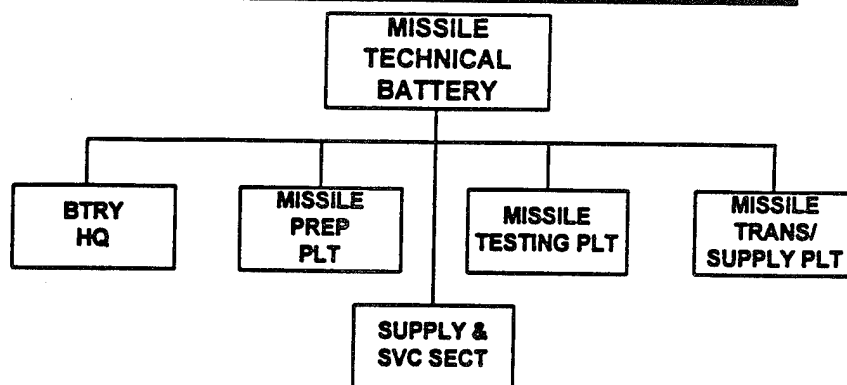 MISSILE
TECHNICAL
BATTERY
BTRY
HQ
MISSILE
PREP
PLT
MISSILE
TESTING PLT
MISSILE
TRANS/
SUPPLY PLT
SUPPLY &
SVC SECT